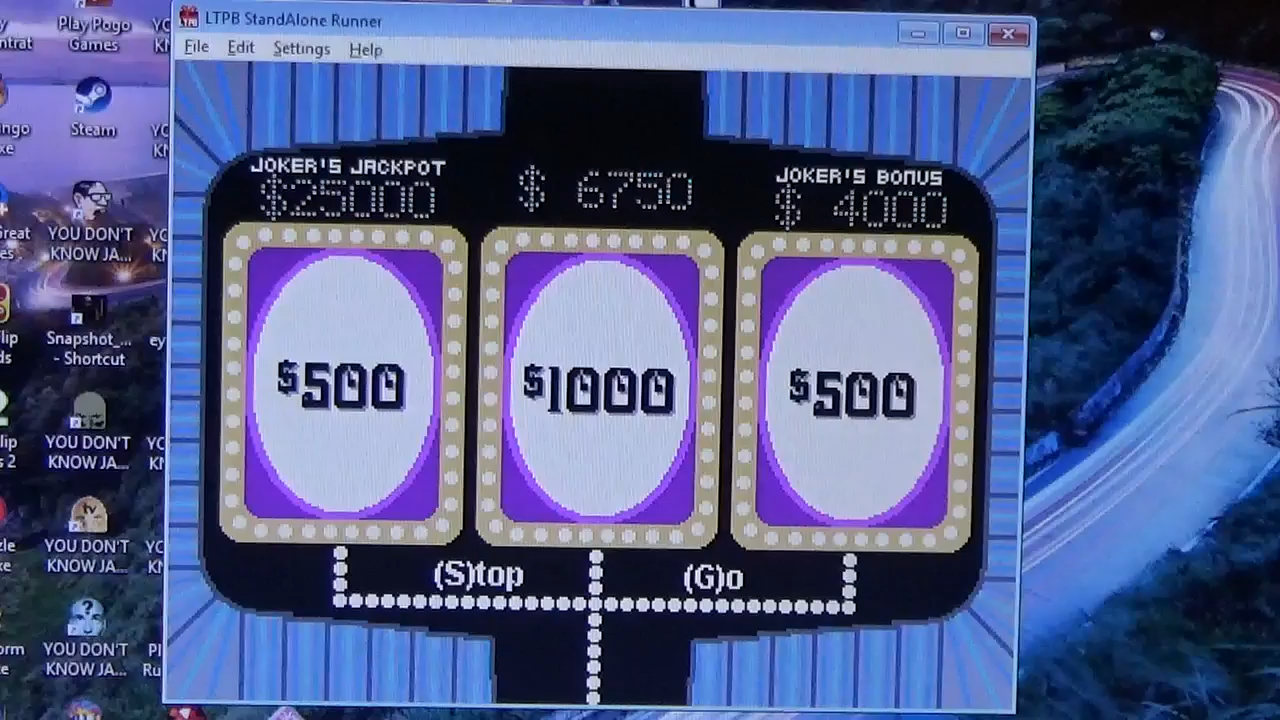 LTPB StandAlone Runner
File Edit Settings Help
JOKER'S JACKPOT
$25000
$ 6750
JOKER'S BONUS
$ 4000
$500
$1000
$500
(S)top
(G)o
Play Pogo
Games
Steam
YOU DON'T
KNOW JA...
Snapshot_...
- Shortcut
YOU DON'T
KNOW JA...
tv
YOU DON'T
KNOW JA...
?
YOU DON'T
KNOW JA...